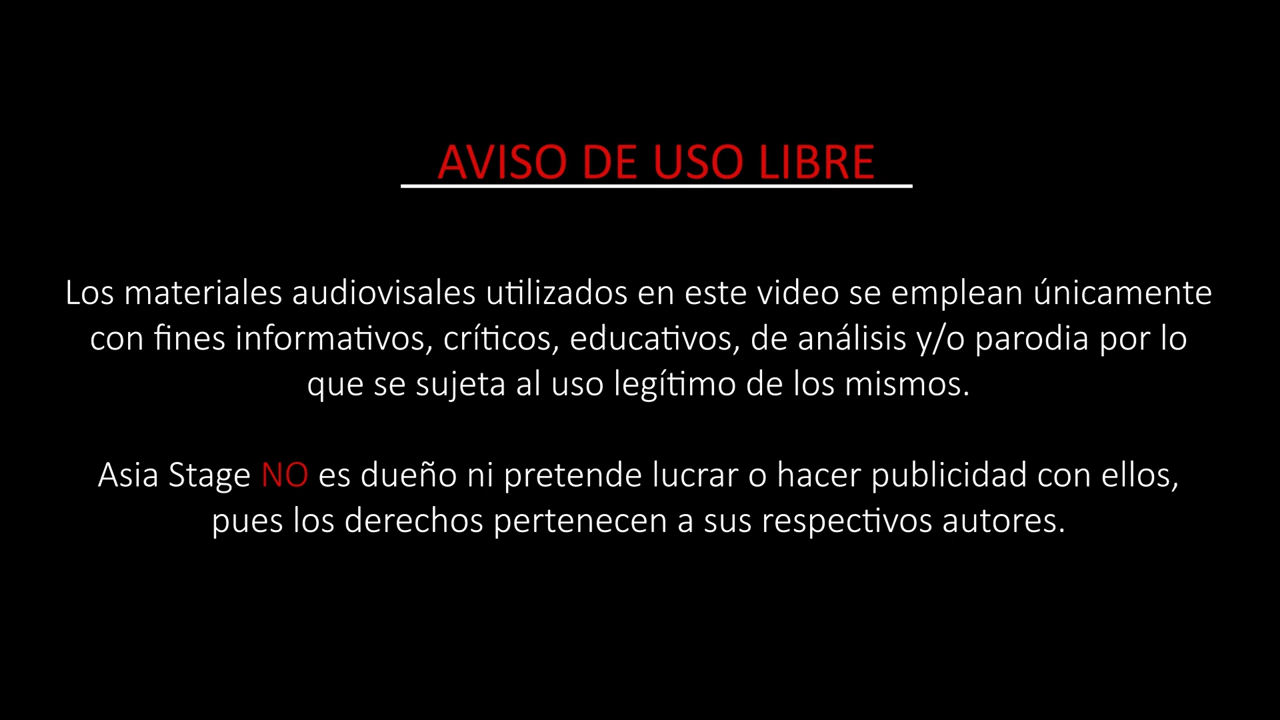 AVISO DE USO LIBRE
Los materiales audiovisales utilizados en este video se emplean únicamente
con fines informativos, críticos, educativos, de análisis y/o parodia por lo
que se sujeta al uso legítimo de los mismos.
Asia Stage NO es dueño ni pretende lucrar o hacer publicidad con ellos,
pues los derechos pertenecen a sus respectivos autores.